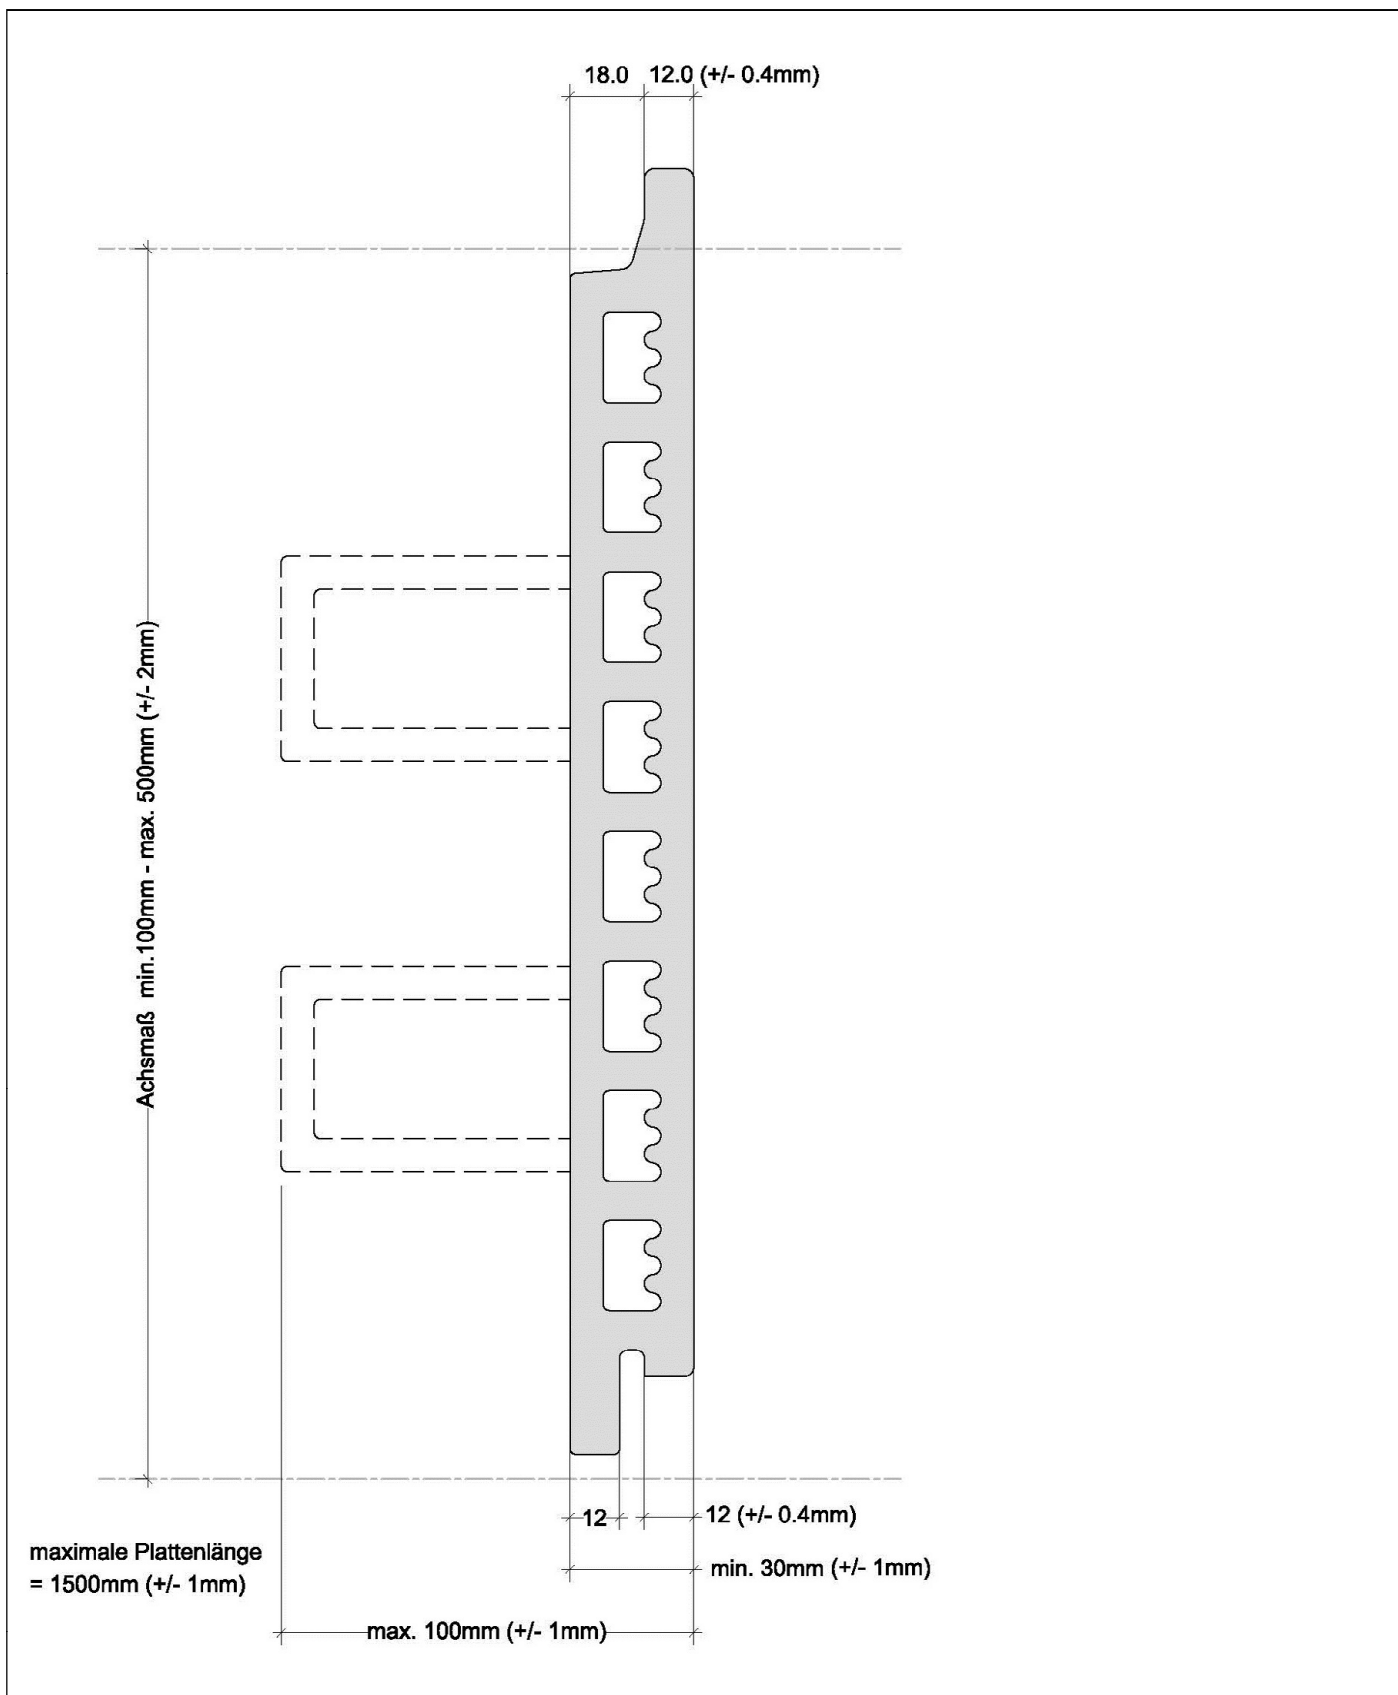 18.0 12.0 (+/- 0.4mm)
Achsmaß min.100mm - max. 500mm (+/- 2mm)
12 12 (+/- 0.4mm)
maximale Plattenlänge
= 1500mm (+/- 1mm)
min. 30mm (+/- 1mm)
max. 100mm (+/- 1mm)